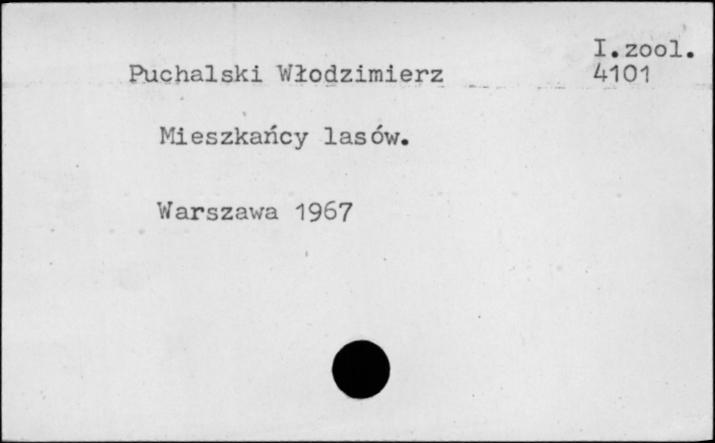 I.zool.
Puchalski Włodzimierz 4101
Mieszkańcy lasów.
Warszawa 1967